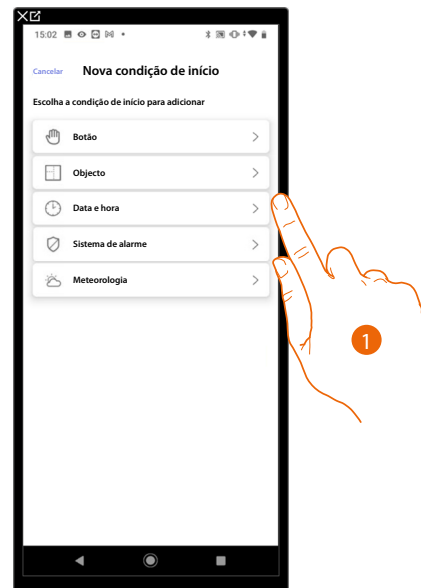 15:02
Cancelar Nova condição de início
Escolha a condição de início para adicionar
Botão
Objecto
Data e hora
Sistema de alarme
Meteorologia
1